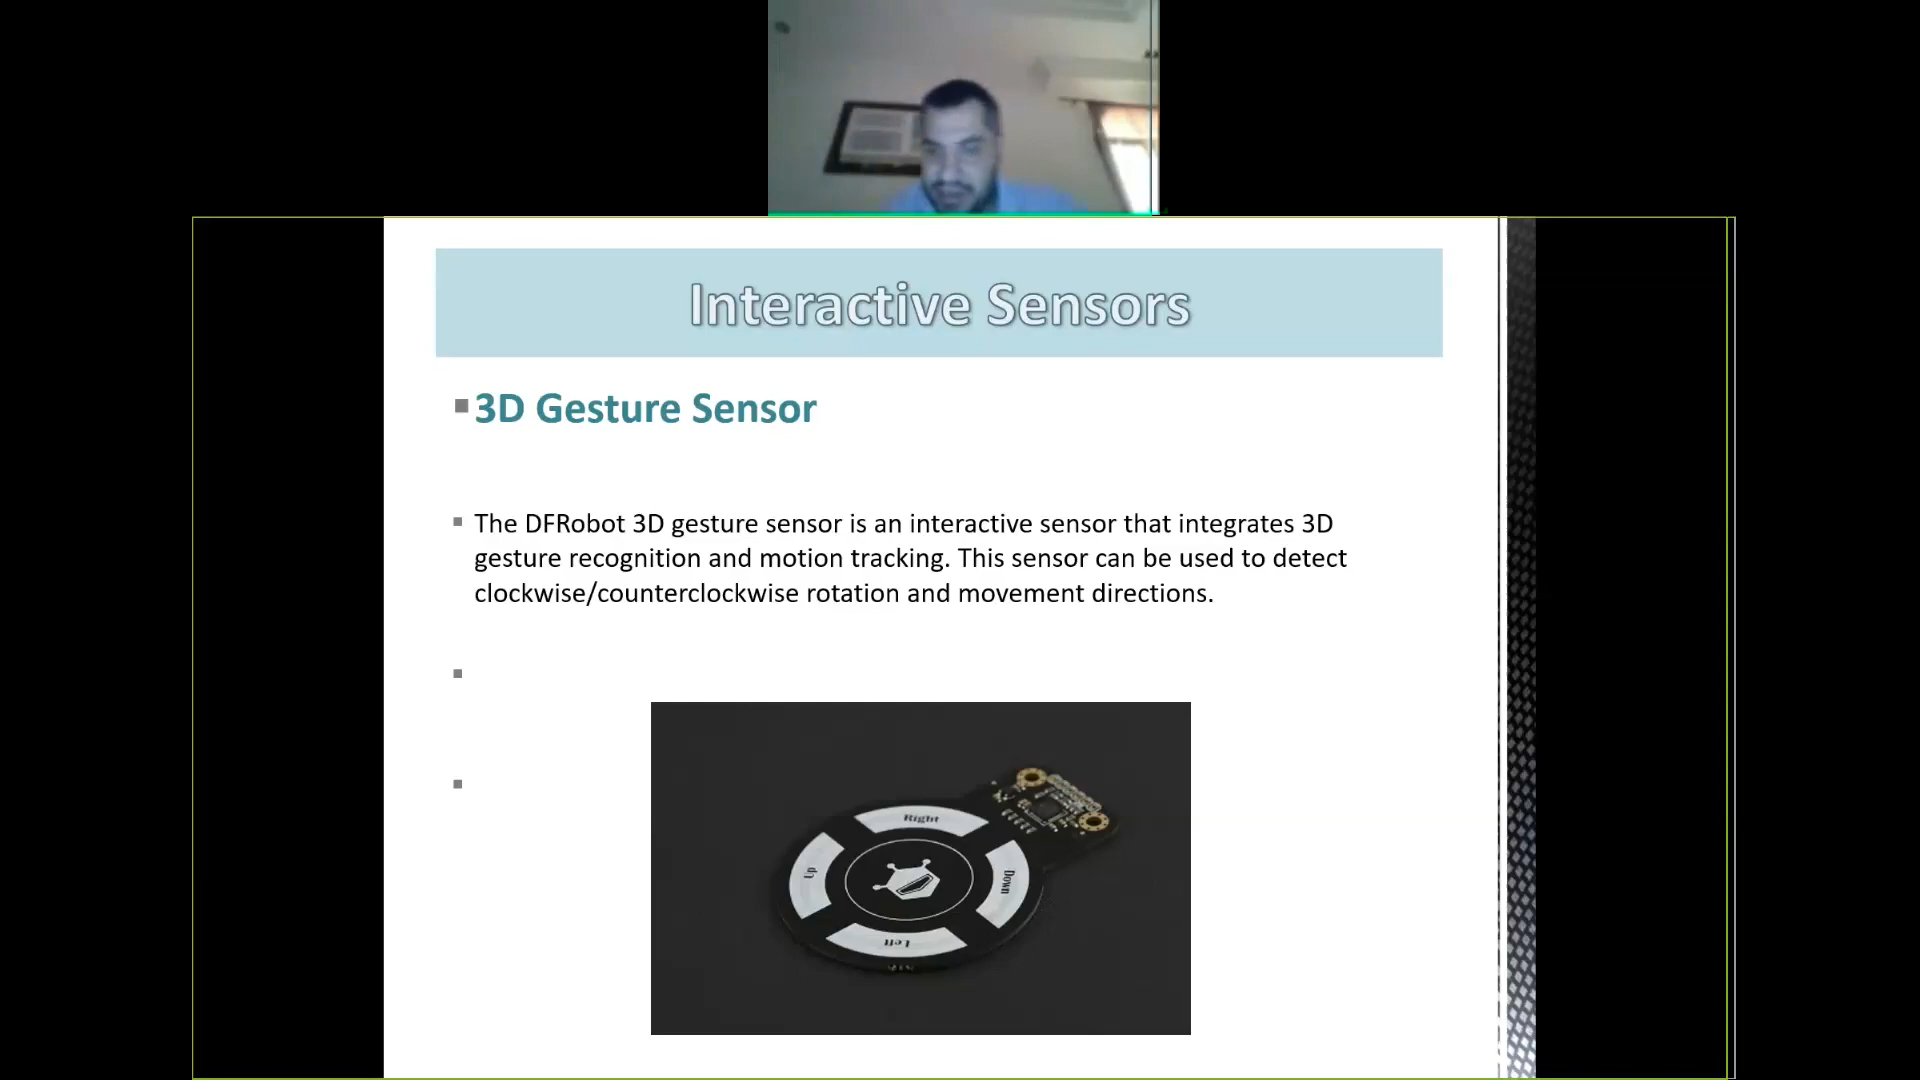 Interactive Sensors
3D Gesture Sensor
The DFRobot 3D gesture sensor is an interactive sensor that integrates 3D
gesture recognition and motion tracking. This sensor can be used to detect
clockwise/counterclockwise rotation and movement directions.
Right
Up
Down
Left